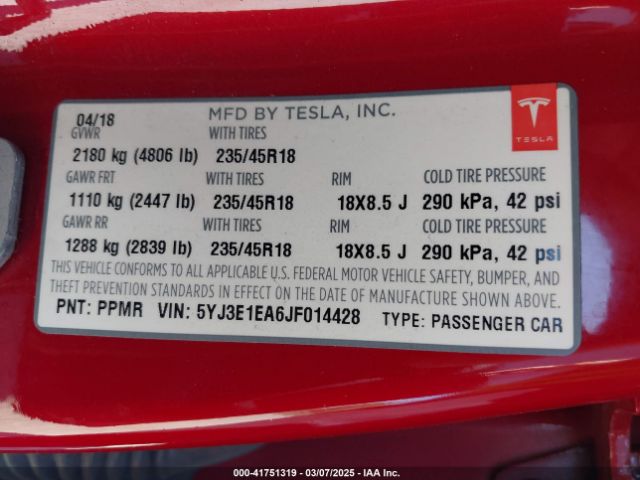 04/18 MFD BY TESLA, INC.
GVWR WITH TIRES
2180 kg (4806 lb) 235/45R18
GAWR FRT WITH TIRES RIM COLD TIRE PRESSURE
1110 kg (2447 lb) 235/45R18 18X8.5 J 290 kPa, 42 psi
GAWR RR WITH TIRES RIM COLD TIRE PRESSURE
1288 kg (2839 lb) 235/45R18 18X8.5 J 290 kPa, 42 psi
THIS VEHICLE CONFORMS TO ALL APPLICABLE U.S. FEDERAL MOTOR VEHICLE SAFETY, BUMPER, AND
THEFT PREVENTION STANDARDS IN EFFECT ON THE DATE OF MANUFACTURE SHOWN ABOVE.
PNT: PPMR VIN: 5YJ3E1EA6JF014428 TYPE: PASSENGER CAR
TESLA
000-41751319 - 03/07/2025 - IAA Inc.